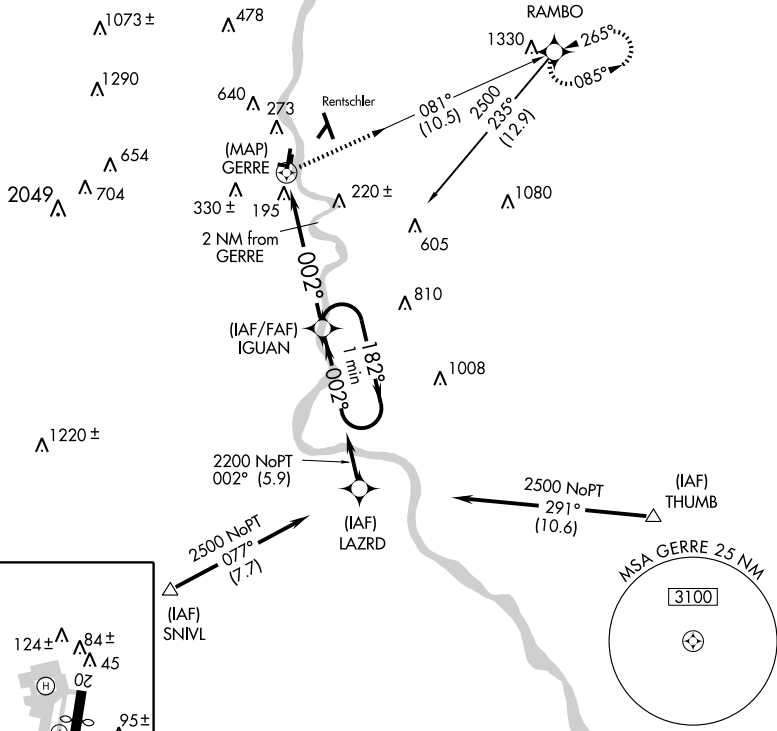 RAMBO
1073 ±
478
1330
265°
085°
1290
640
273
Rentschler
081°
(10.5)
2500
235°
(12.9)
(MAP)
GERRE
654
704
2049
330 ±
195
220 ±
1080
605
2 NM from
GERRE
002°
810
(IAF/FAF)
IGUAN
182°
1 min
002°
1008
1220 ±
2200 NoPT
002° (5.9)
(IAF)
LAZRD
2500 NoPT
291°
(10.6)
(IAF)
THUMB
2500 NoPT
077°
(7.7)
(IAF)
SNIVL
MSA GERRE 25 NM
3100
124 ±
84 ±
45
20
H
95 ±